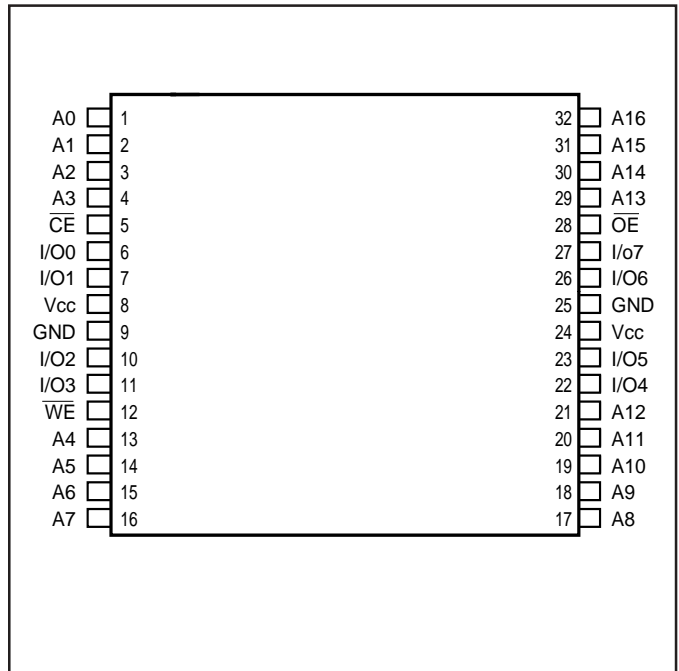 A0 1 32 A16
A1 2 31 A15
A2 3 30 A14
A3 4 29 A13
CE 5 28 OE
I/O0 6 27 I/o7
I/O1 7 26 I/O6
Vcc 8 25 GND
GND 9 24 Vcc
I/O2 10 23 I/O5
I/O3 11 22 I/O4
WE 12 21 A12
A4 13 20 A11
A5 14 19 A10
A6 15 18 A9
A7 16 17 A8